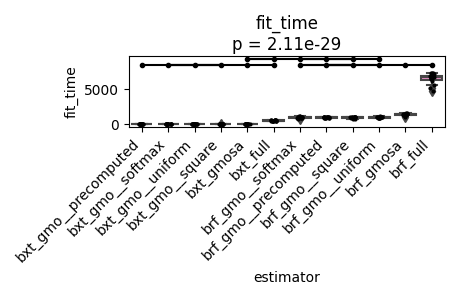 fit_time
p = 2.11e-29
fit_time
5000
0
bxt_gmo__precomputed
bxt_gmo__softmax
bxt_gmo__uniform
bxt_gmo__square
bxt_gmosa
bxt_full
brf_gmo__softmax
brf_gmo__precomputed
brf_gmo__square
brf_gmo__uniform
brf_gmosa
brf_full
estimator